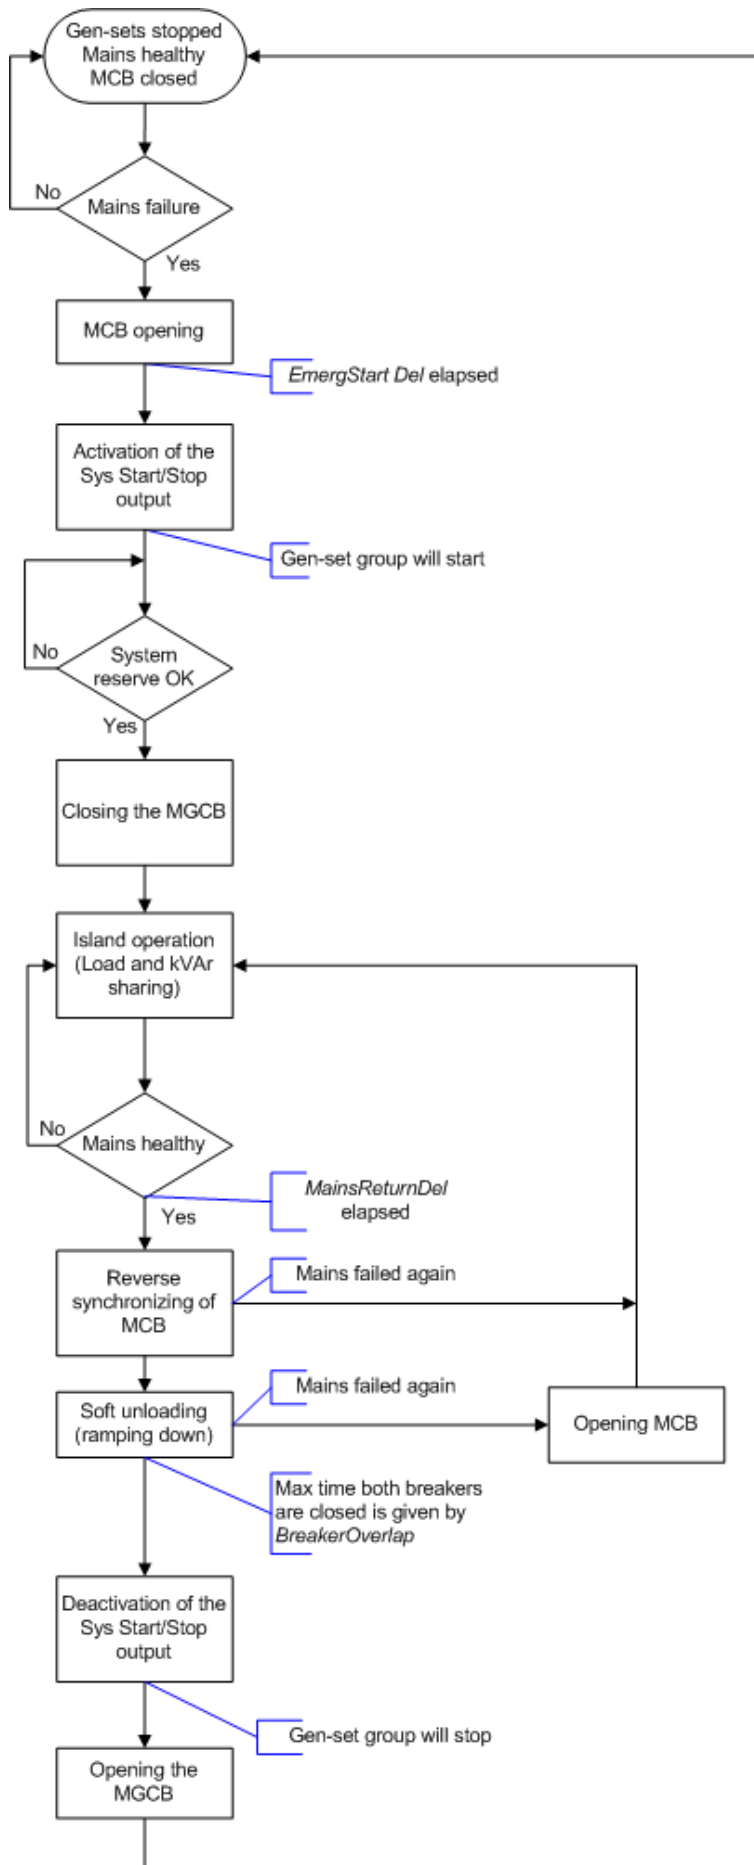 Gen-sets stopped
Mains healthy
MCB closed
No
Mains failure
Yes
MCB opening
EmergStart Del elapsed
Activation of the
Sys Start/Stop
output
Gen-set group will start
No
System
reserve OK
Yes
Closing the MGCB
Island operation
(Load and kVAr
sharing)
No
Mains healthy
MainsReturnDel
elapsed
Yes
Mains failed again
Reverse
synchronizing of
MCB
Mains failed again
Soft unloading
(ramping down)
Opening MCB
Max time both breakers
are closed is given by
BreakerOverlap
Deactivation of the
Sys Start/Stop
output
Gen-set group will stop
Opening the
MGCB